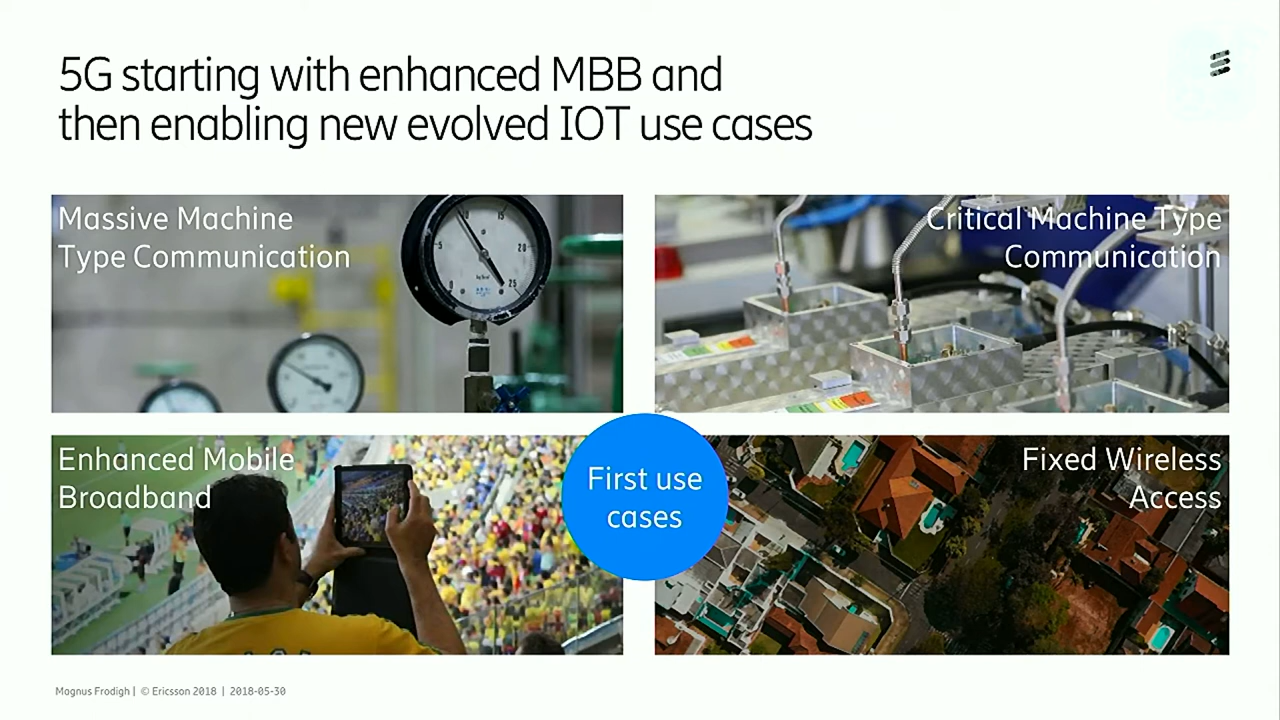 5G starting with enhanced MBB and
then enabling new evolved IOT use cases
Massive Machine
Type Communication
Critical Machine Type
Communication
Enhanced Mobile
Broadband
First use
cases
Fixed Wireless
Access
Magnus Frodigh | © Ericsson 2018 | 2018-05-30